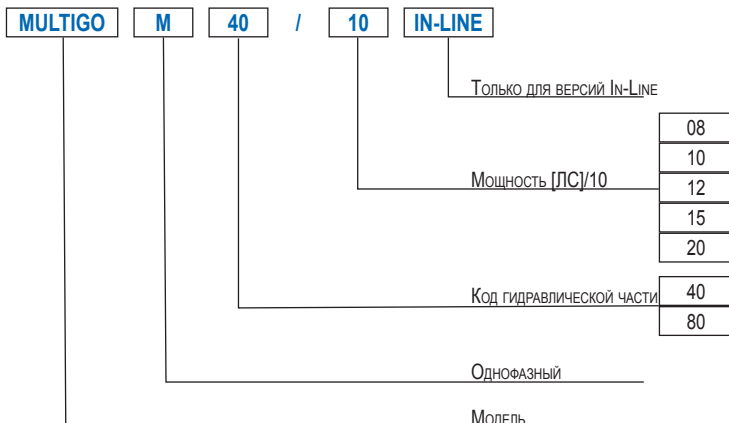 MULTIGO M 40 / 10 IN-LINE
Только для версий In-Line
08
10
Мощность [ЛС]/10
12
15
20
Код гидравлической части
40
80
Однофазный
Модель